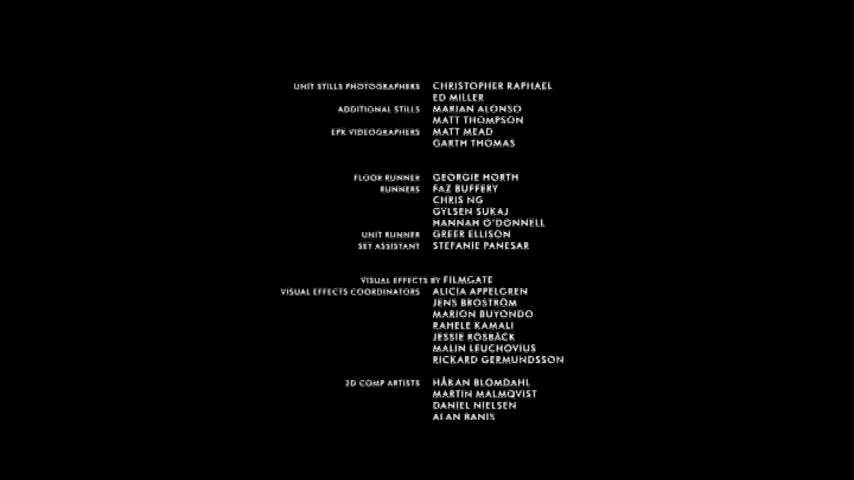 UNIT STILLS PHOTOGRAPHERS CHRISTOPHER RAPHAEL
ED MILLER
ADDITIONAL STILLS MARIAN ALONSO
MATT THOMPSON
EPK VIDEOGRAPHERS MATT MEAD
GARTH THOMAS
FLOOR RUNNER GEORGIE HORTH
RUNNERS FAZ BUFFERY
CHRIS NG
GYLSEN SUKAJ
HANNAH O'DONNELL
UNIT RUNNER GREER ELLISON
SET ASSISTANT STEFANIE PANESAR
VISUAL EFFECTS BY FILMGATE
VISUAL EFFECTS COORDINATORS ALICIA APPELGREN
JENS BROSTRÖM
MARION BUYONDO
RAHELE KAMALI
JESSIE ROSBÄCK
MALIN LEUCHOVIUS
RICKARD GERMUNDSSON
2D COMP ARTISTS HÅKAN BLOMDAHL
MARTIN MALMQVIST
DANIEL NIELSEN
ALAN BANIS